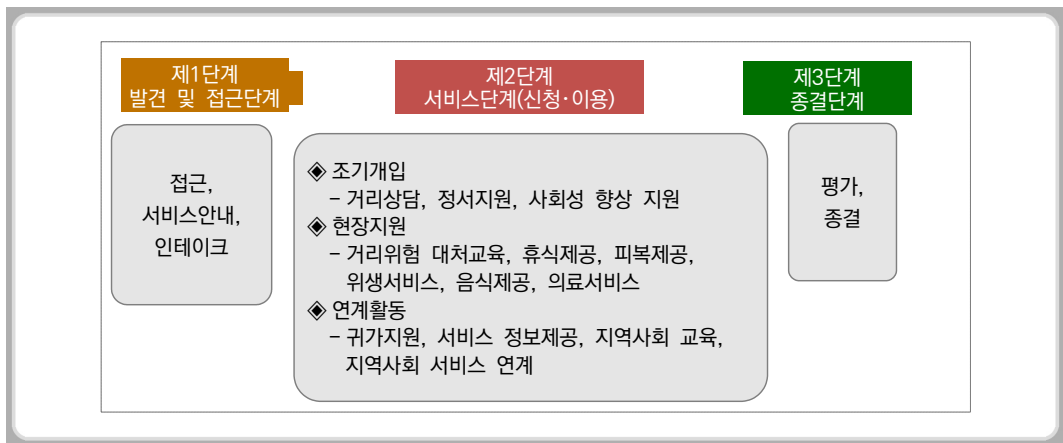 제1단계
발견 및 접근단계
접근,
서비스안내,
인테이크
제2단계
서비스단계(신청·이용)
◈ 조기개입
- 거리상담, 정서지원, 사회성 향상 지원
◈ 현장지원
- 거리위험 대처교육, 휴식제공, 피복제공,
위생서비스, 음식제공, 의료서비스
◈ 연계활동
- 귀가지원, 서비스 정보제공, 지역사회 교육,
지역사회 서비스 연계
제3단계
종결단계
평가,
종결